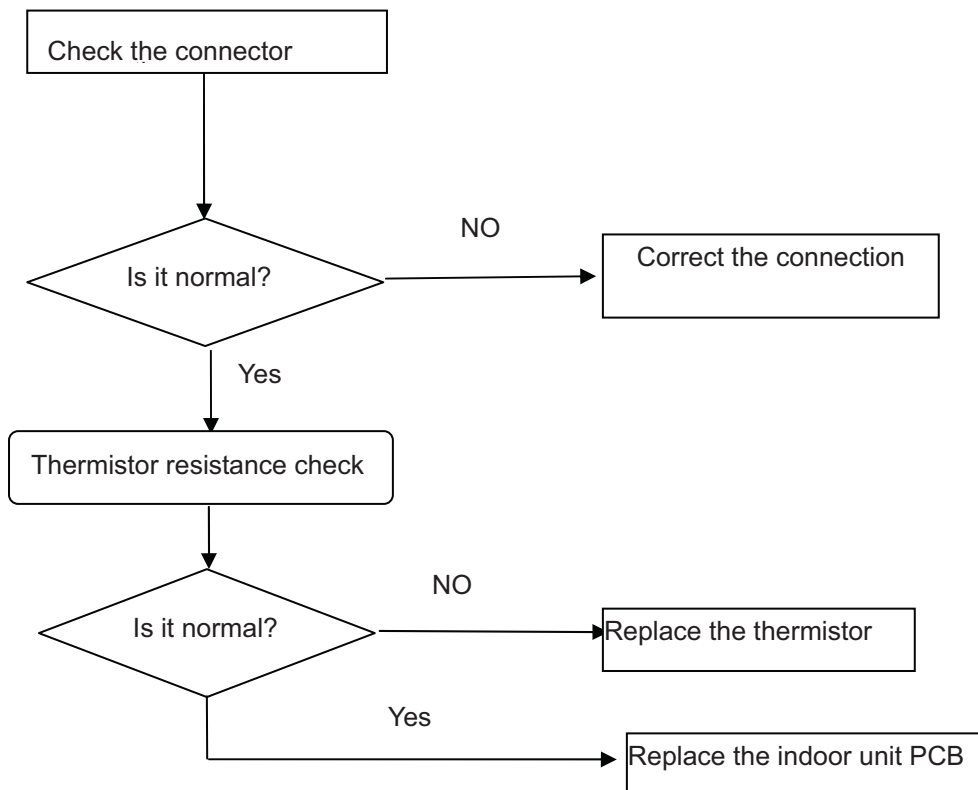 Check the connector
NO
Is it normal?
Correct the connection
Yes
Thermistor resistance check
NO
Is it normal?
Replace the thermistor
Yes
Replace the indoor unit PCB